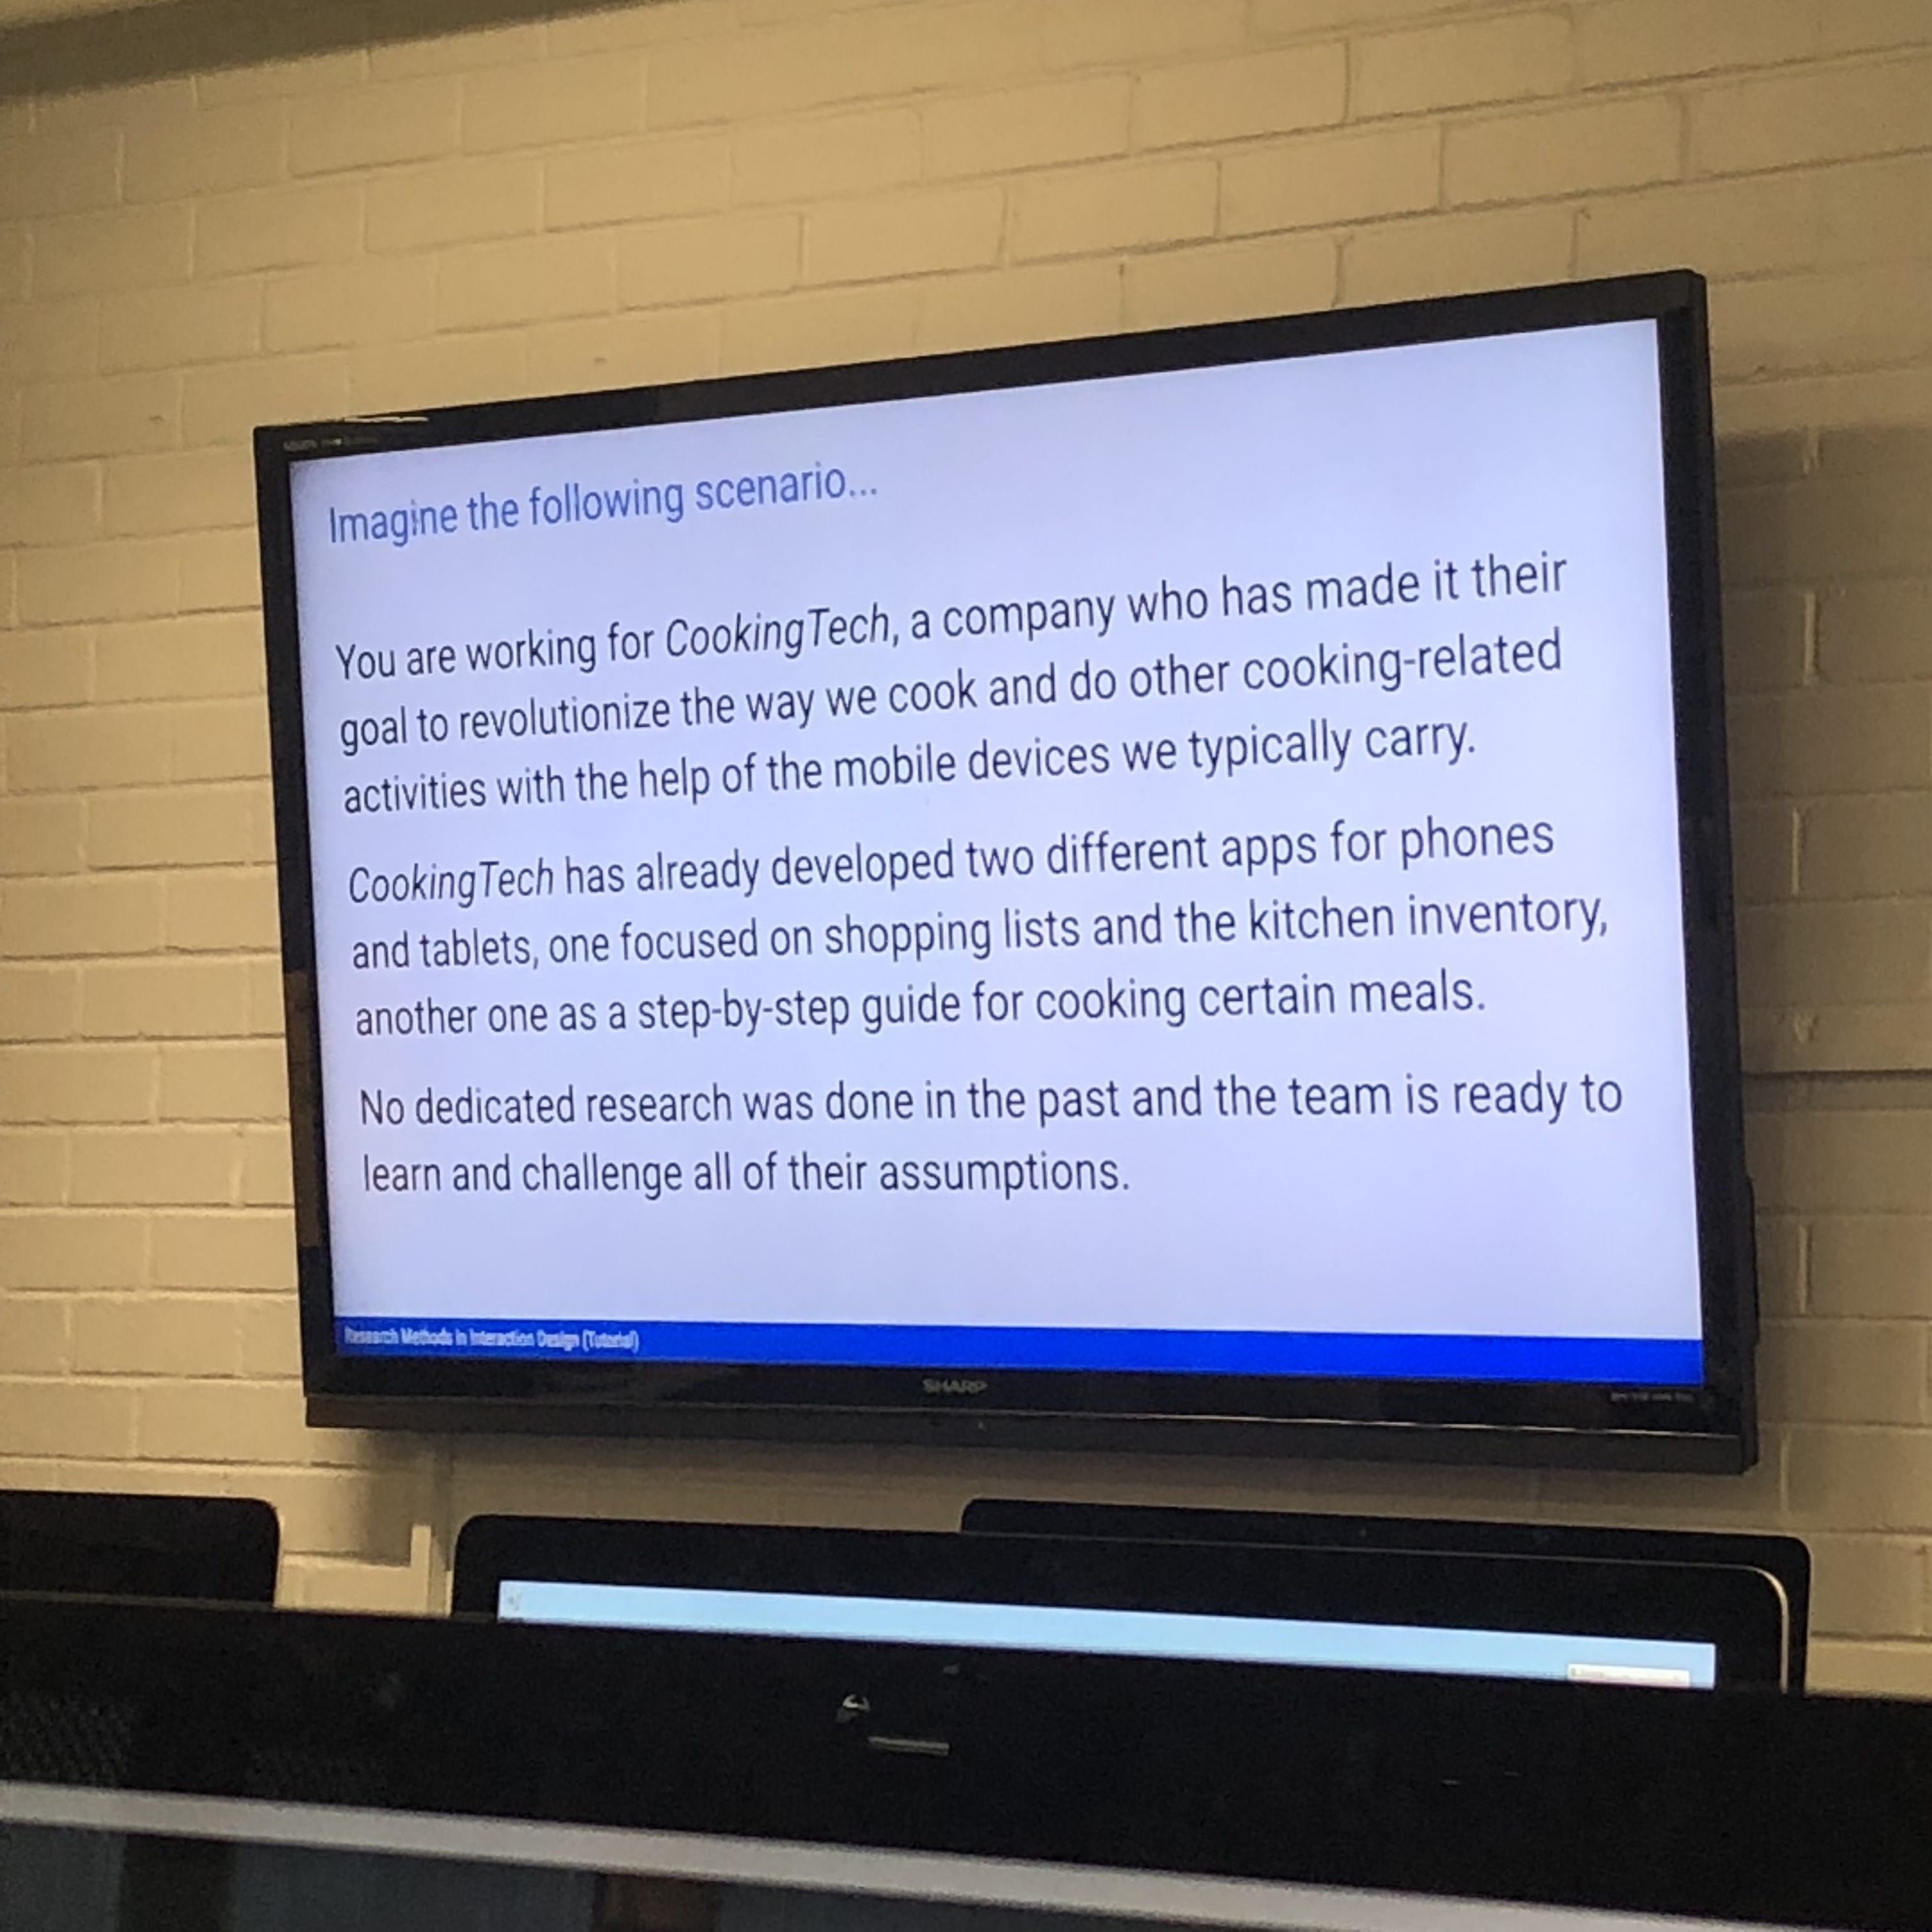 Imagine the following scenario...
You are working for CookingTech, a company who has made it their
goal to revolutionize the way we cook and do other cooking-related
activities with the help of the mobile devices we typically carry.
CookingTech has already developed two different apps for phones
and tablets, one focused on shopping lists and the kitchen inventory,
another one as a step-by-step guide for cooking certain meals.
No dedicated research was done in the past and the team is ready to
learn and challenge all of their assumptions.
Research Methods in Interaction Design (Tutorial)
SHARP